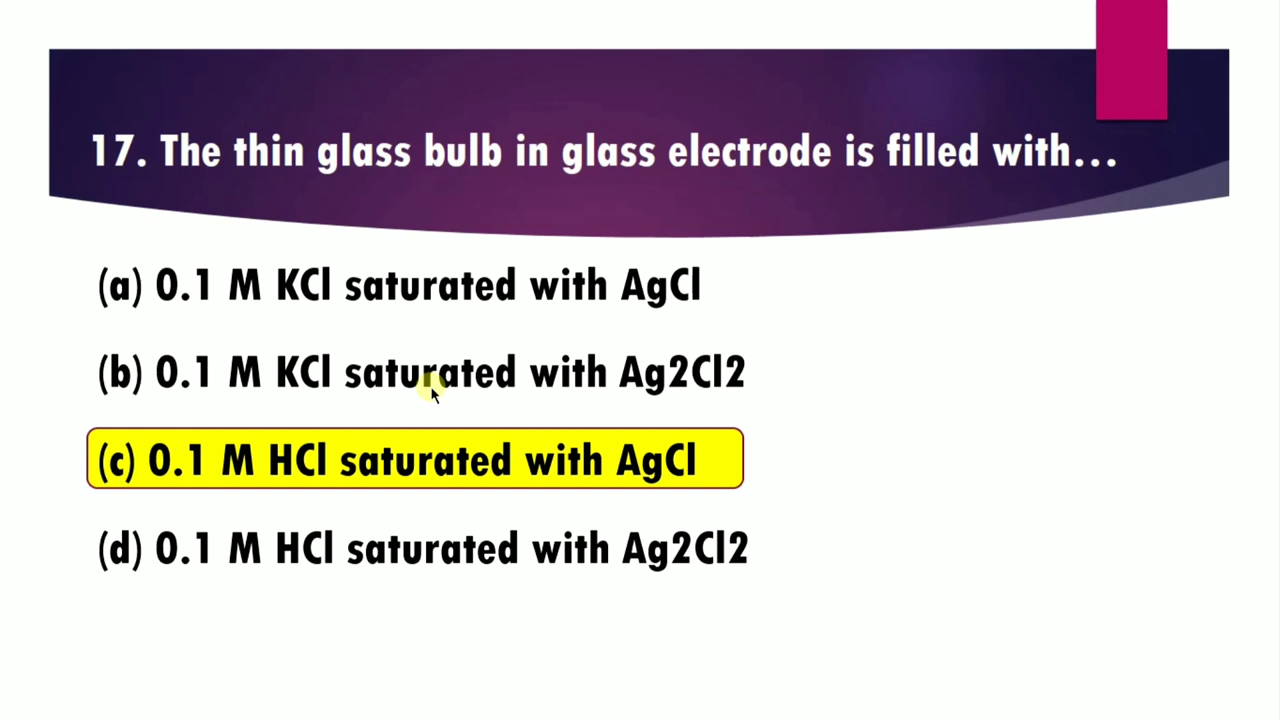 17. The thin glass bulb in glass electrode is filled with...
(a) 0.1 M KCl saturated with AgCl
(b) 0.1 M KCl saturated with Ag2Cl2
(c) 0.1 M HCl saturated with AgCl
(d) 0.1 M HCl saturated with Ag2Cl2